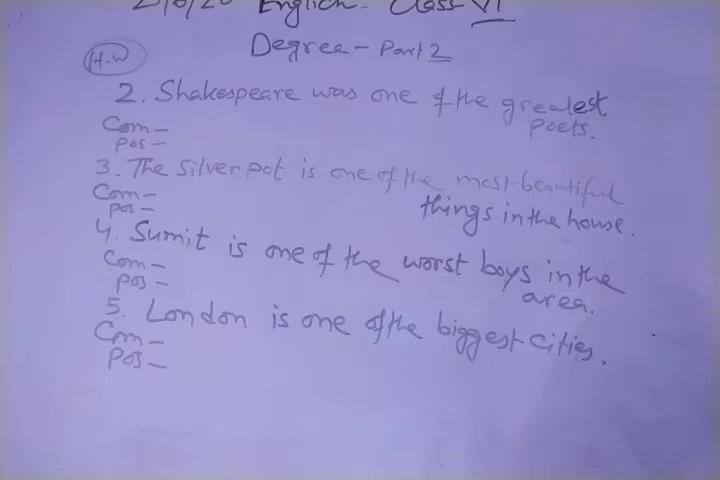 English - Class - VI
H.W
Degree - Part 2
2. Shakespeare was one of the greatest
poets.
Com -
Pos -
3. The silver pot is one of the most beautiful
things in the house.
Com -
Pos -
4. Sumit is one of the worst boys in the
area.
Com -
Pos -
5. London is one of the biggest cities.
Com -
Pos -